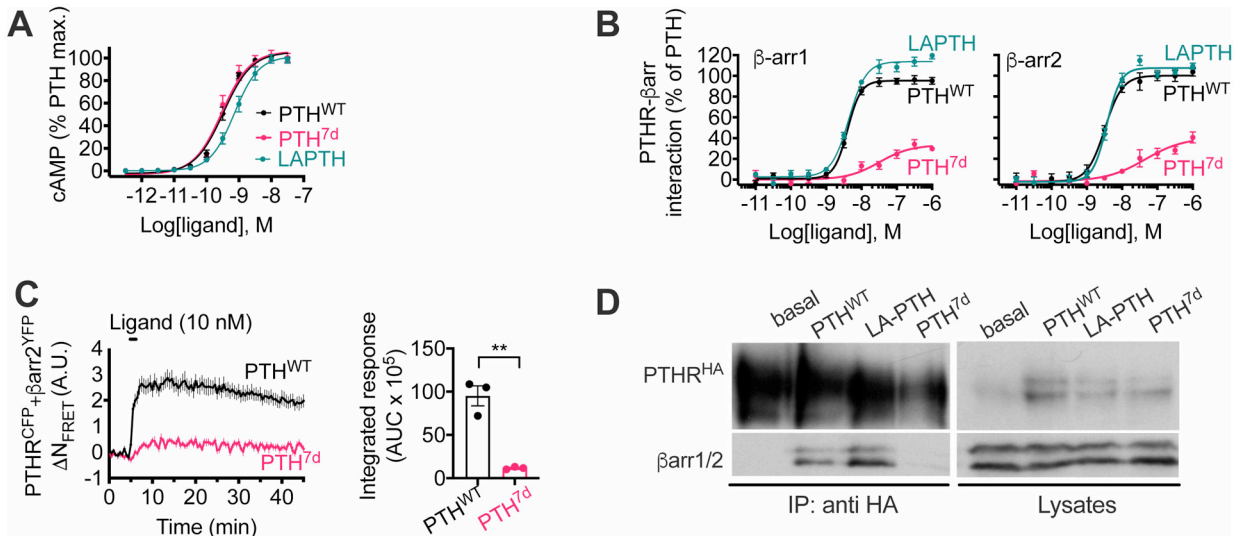 A
cAMP (% PTH max.)
120
100
80
60
40
20
0
PTHWT
PTH7d
LAPTH
-12 -11 -10 -9 -8 -7
Log[ligand], M
B
PTHR-βarr
interaction (% of PTH)
120
100
80
60
40
20
0
β-arr1
LAPTH
PTHWT
PTH7d
-11 -10 -9 -8 -7 -6
Log[ligand], M
β-arr2
LAPTH
PTHWT
PTH7d
-11 -10 -9 -8 -7 -6
Log[ligand], M
C
Ligand (10 nM)
PTHRCFP+βarr2YFP
ΔNFRET (A.U.)
4
3
2
1
0
-1
PTHWT
PTH7d
0 10 20 30 40
Time (min)
Integrated response
(AUC x 105)
150
100
50
0
**
PTHWT
PTH7d
D
basal PTHWT LA-PTH PTH7d
basal PTHWT LA-PTH PTH7d
PTHRHA
βarr1/2
IP: anti HA
Lysates